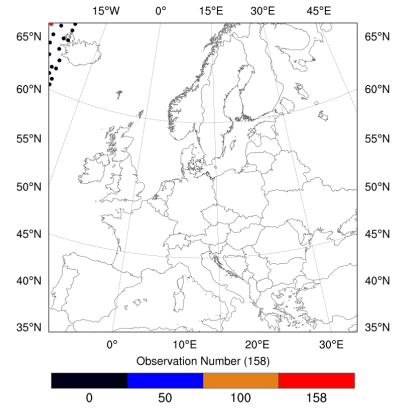 15°W 0° 15°E 30°E 45°E
65°N 65°N
60°N 60°N
55°N 55°N
50°N 50°N
45°N 45°N
40°N 40°N
35°N 35°N
0° 10°E 20°E 30°E
Observation Number (158)
0 50 100 158